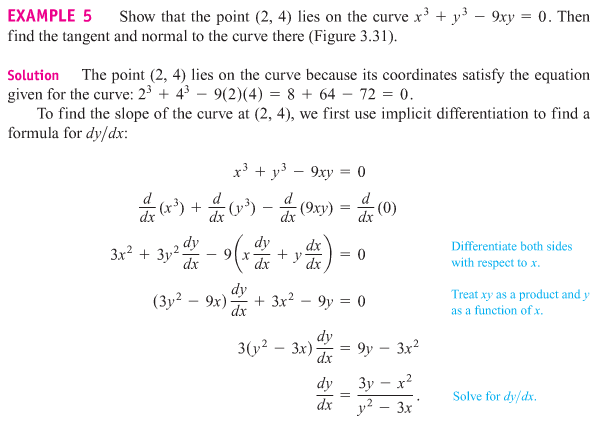 EXAMPLE 5 Show that the point (2, 4) lies on the curve x³ + y³ − 9xy = 0. Then
find the tangent and normal to the curve there (Figure 3.31).
Solution The point (2, 4) lies on the curve because its coordinates satisfy the equation
given for the curve: 2³ + 4³ − 9(2)(4) = 8 + 64 − 72 = 0.
To find the slope of the curve at (2, 4), we first use implicit differentiation to find a
formula for dy/dx:
x³ + y³ − 9xy = 0
d/dx (x³) + d/dx (y³) − d/dx (9xy) = d/dx (0)
3x² + 3y² dy/dx − 9(x dy/dx + y dx/dx) = 0
Differentiate both sides
with respect to x.
(3y² − 9x) dy/dx + 3x² − 9y = 0
Treat xy as a product and y
as a function of x.
3(y² − 3x) dy/dx = 9y − 3x²
dy/dx = (3y − x²)/(y² − 3x).
Solve for dy/dx.